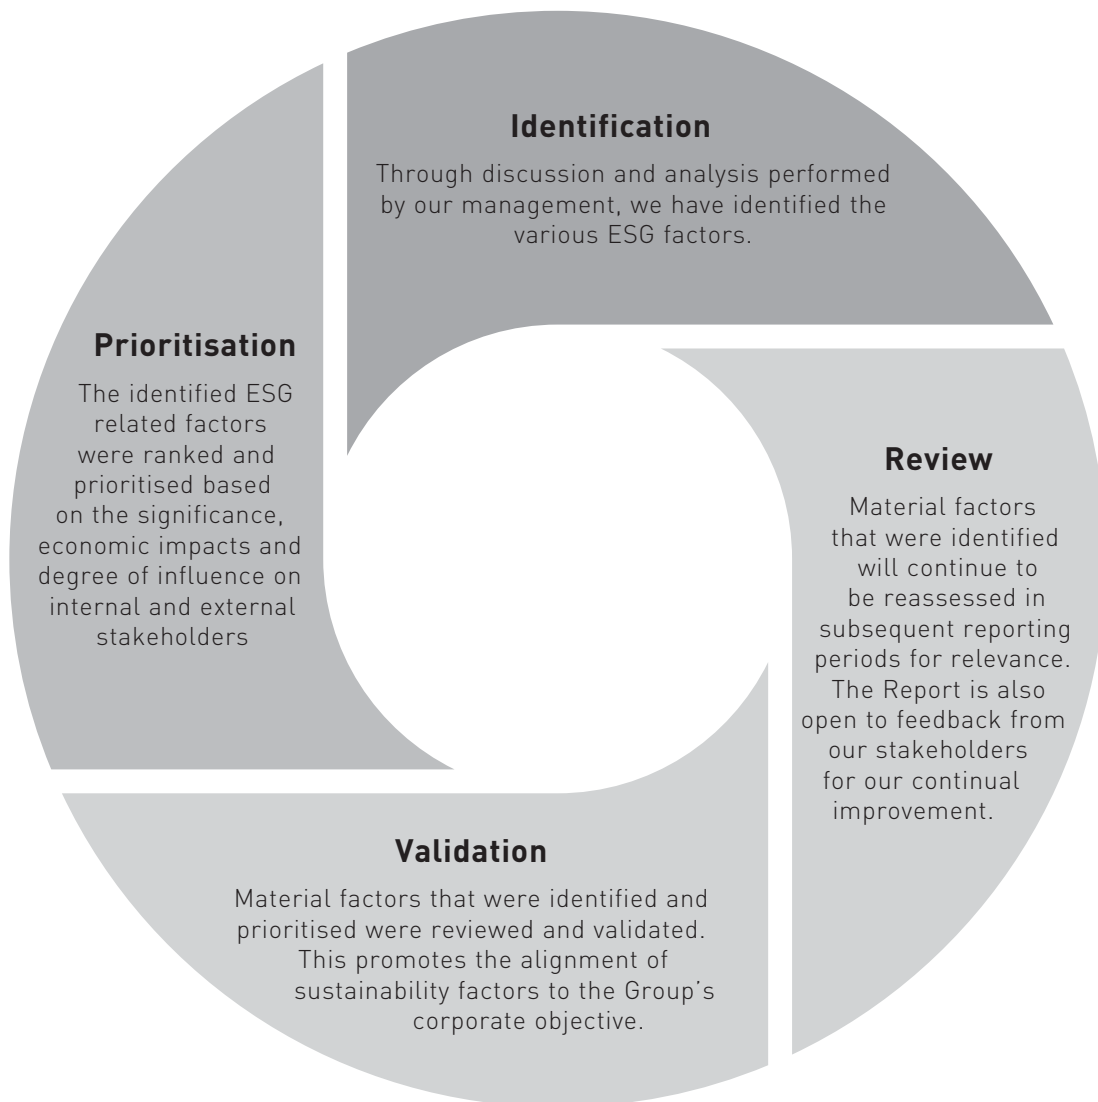 Identification
Through discussion and analysis performed
by our management, we have identified the
various ESG factors.
Prioritisation
The identified ESG
related factors
were ranked and
prioritised based
on the significance,
economic impacts and
degree of influence on
internal and external
stakeholders
Validation
Material factors that were identified and
prioritised were reviewed and validated.
This promotes the alignment of
sustainability factors to the Group’s
corporate objective.
Review
Material factors
that were identified
will continue to
be reassessed in
subsequent reporting
periods for relevance.
The Report is also
open to feedback from
our stakeholders
for our continual
improvement.